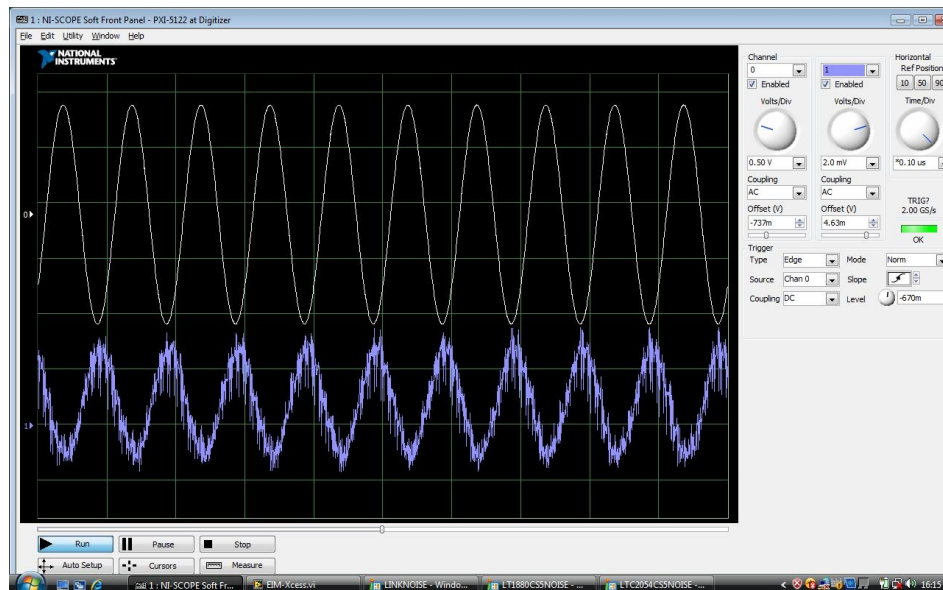 1 : NI-SCOPE Soft Front Panel - PXI-5122 at Digitizer
File Edit Utility Window Help
NATIONAL
INSTRUMENTS
0
1
Channel
0
Enabled
Volts/Div
0.50 V
Coupling
AC
Offset (V)
-737m
1
Enabled
Volts/Div
2.0 mV
Coupling
AC
Offset (V)
4.63m
Horizontal
Ref Position
10 50 90
Time/Div
*0.10 us
TRIG?
2.00 GS/s
OK
Trigger
Type Edge Mode Norm
Source Chan 0 Slope
Coupling DC Level -670m
Run Pause Stop
Auto Setup Cursors Measure
1 : NI-SCOPE Soft Fr... EIM-Xcess.vi LINKNOISE - Windo... LT1880CS5NOISE - ... LTC2054CS5NOISE -... 16:15